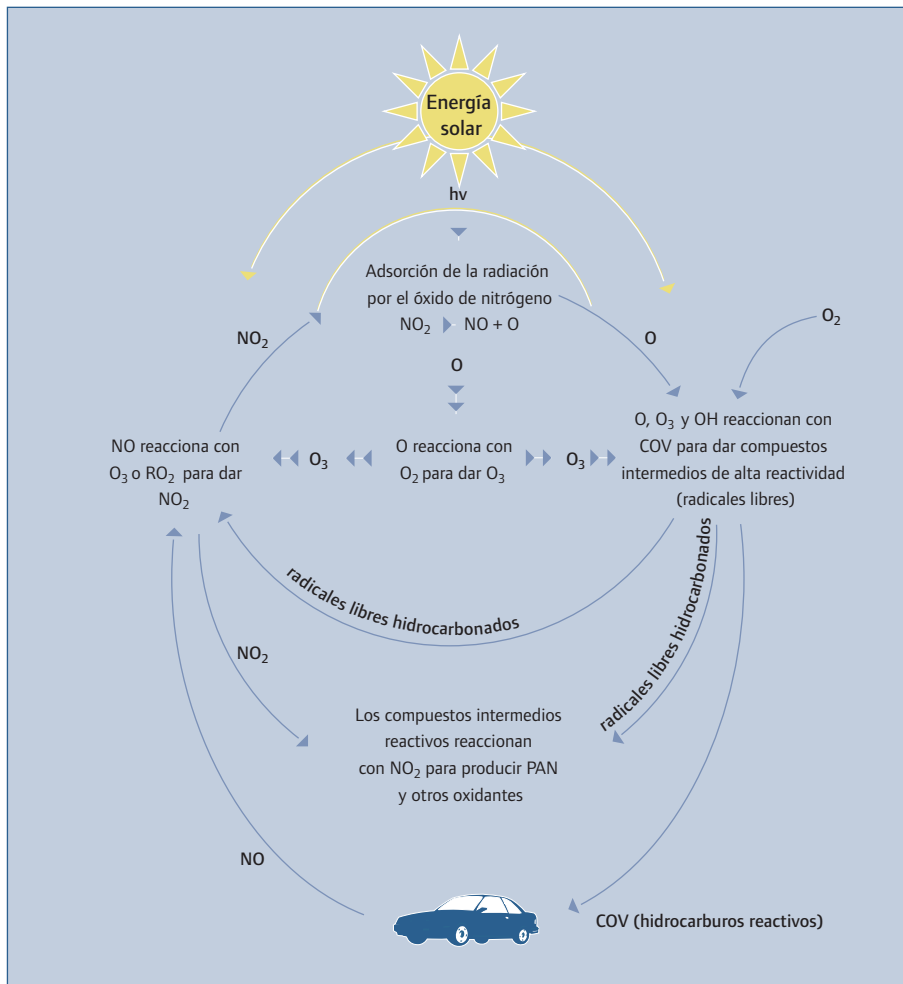 Energía
solar
hv
Adsorción de la radiación
por el óxido de nitrógeno
NO₂ NO + O
NO₂
O
O₂
O
NO reacciona con
O₃ o RO₂ para dar
NO₂
O₃
O reacciona con
O₂ para dar O₃
O₃
O, O₃ y OH reaccionan con
COV para dar compuestos
intermedios de alta reactividad
(radicales libres)
radicales libres hidrocarbonados
radicales libres hidrocarbonados
NO₂
Los compuestos intermedios
reactivos reaccionan
con NO₂ para producir PAN
y otros oxidantes
NO
COV (hidrocarburos reactivos)